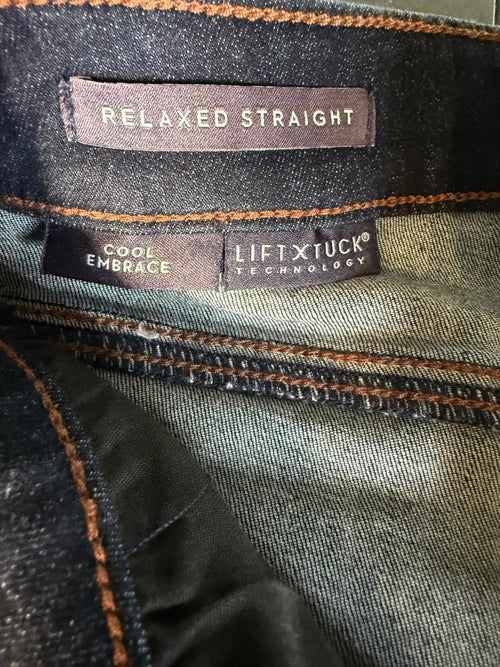 RELAXED STRAIGHT
COOL
EMBRACE
LIFTXTUCK®
TECHNOLOGY